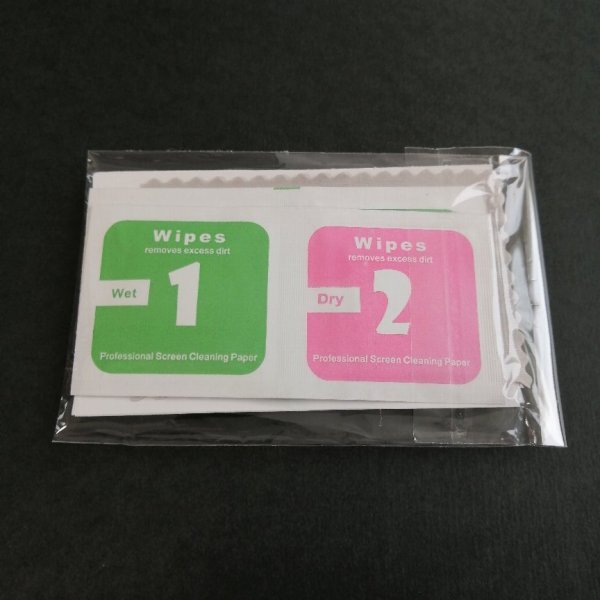 Wipes
removes excess dirt
Wet
1
Professional Screen Cleaning Paper
Wipes
removes excess dirt
Dry
2
Professional Screen Cleaning Paper